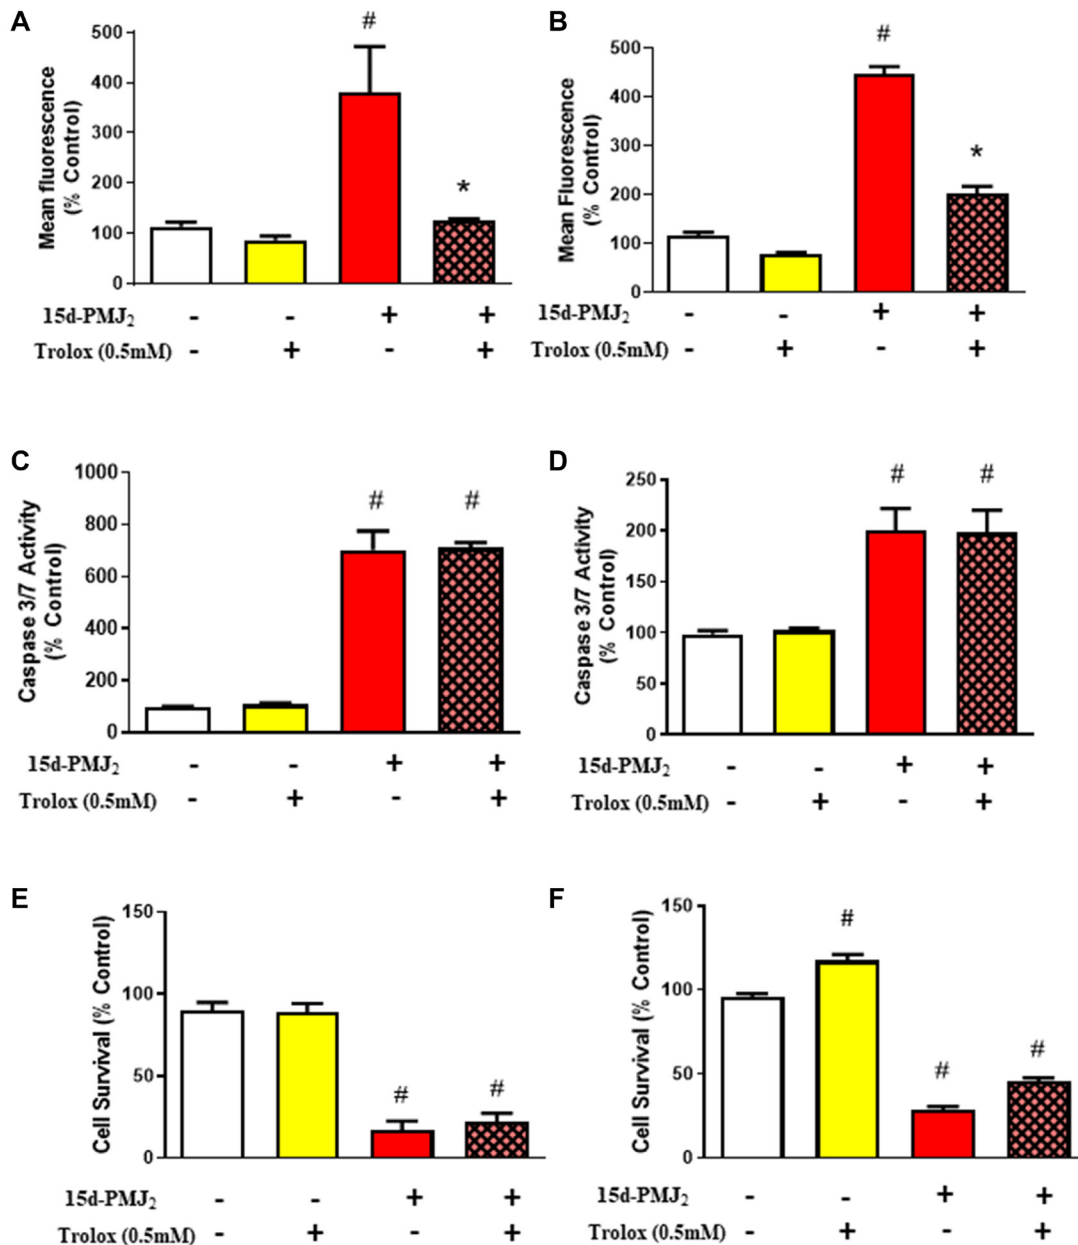 A
Mean fluorescence
(% Control)
500
400
300
200
100
0
#
*
15d-PMJ₂ - - + +
Trolox (0.5mM) - + - +
B
Mean Fluorescence
(% Control)
500
400
300
200
100
0
#
*
15d-PMJ₂ - - + +
Trolox (0.5mM) - + - +
C
Caspase 3/7 Activity
(% Control)
1000
800
600
400
200
0
# #
15d-PMJ₂ - - + +
Trolox (0.5mM) - + - +
D
Caspase 3/7 Activity
(% Control)
250
200
150
100
50
0
# #
15d-PMJ₂ - - + +
Trolox (0.5mM) - + - +
E
Cell Survival (% Control)
150
100
50
0
# #
15d-PMJ₂ - - + +
Trolox (0.5mM) - + - +
F
Cell Survival (% Control)
150
100
50
0
# # #
15d-PMJ₂ - - + +
Trolox (0.5mM) - + - +